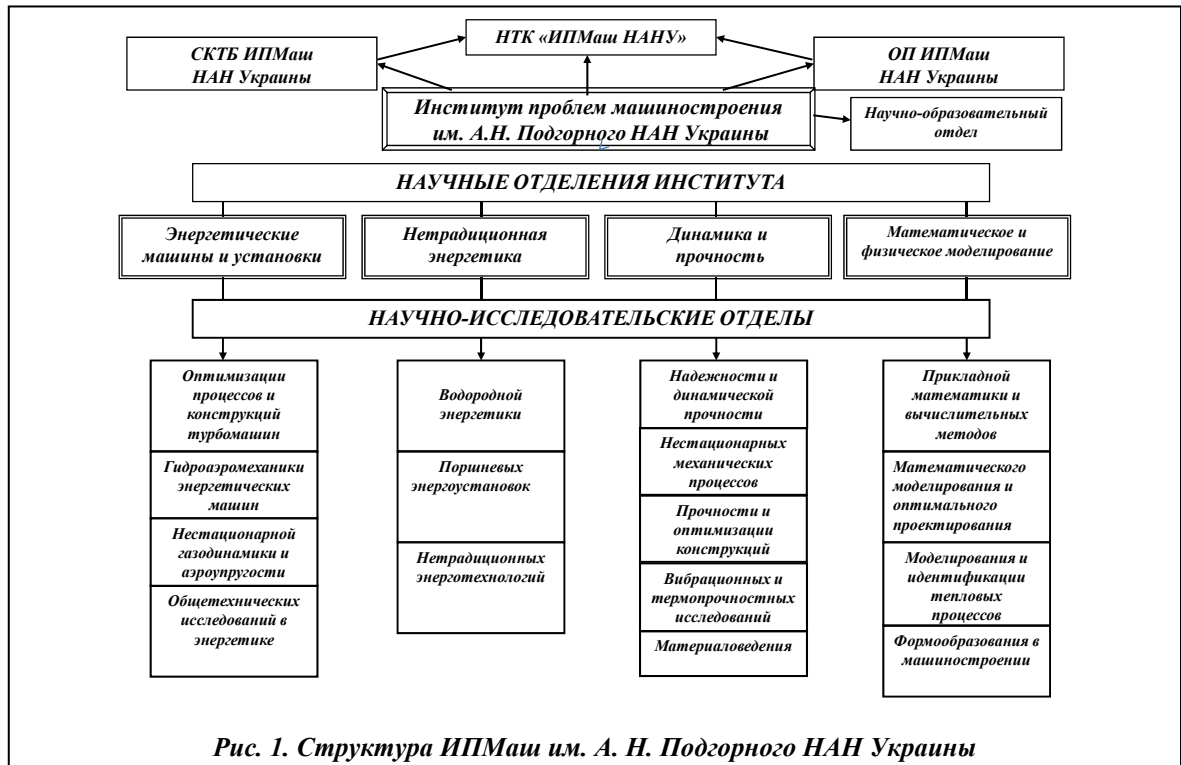 СКТБ ИПМаш
НАН Украины
НТК «ИПМаш НАНУ»
ОП ИПМаш
НАН Украины
Институт проблем машиностроения
им. А.Н. Подгорного НАН Украины
Научно-образовательный
отдел
НАУЧНЫЕ ОТДЕЛЕНИЯ ИНСТИТУТА
Энергетические
машины и установки
Нетрадиционная
энергетика
Динамика и
прочность
Математическое и
физическое моделирование
НАУЧНО-ИССЛЕДОВАТЕЛЬСКИЕ ОТДЕЛЫ
Оптимизации
процессов и
конструкций
турбомашин
Гидроаэромеханики
энергетических
машин
Нестационарной
газодинамики и
аэроупругости
Общетехнических
исследований в
энергетике
Водородной
энергетики
Поршневых
энергоустановок
Нетрадиционных
энерготехнологий
Надежности и
динамической
прочности
Нестационарных
механических
процессов
Прочности и
оптимизации
конструкций
Вибрационных и
термопрочностных
исследований
Материаловедения
Прикладной
математики и
вычислительных
методов
Математического
моделирования и
оптимального
проектирования
Моделирования и
идентификации
тепловых
процессов
Формообразования в
машиностроении
Рис. 1. Структура ИПМаш им. А. Н. Подгорного НАН Украины